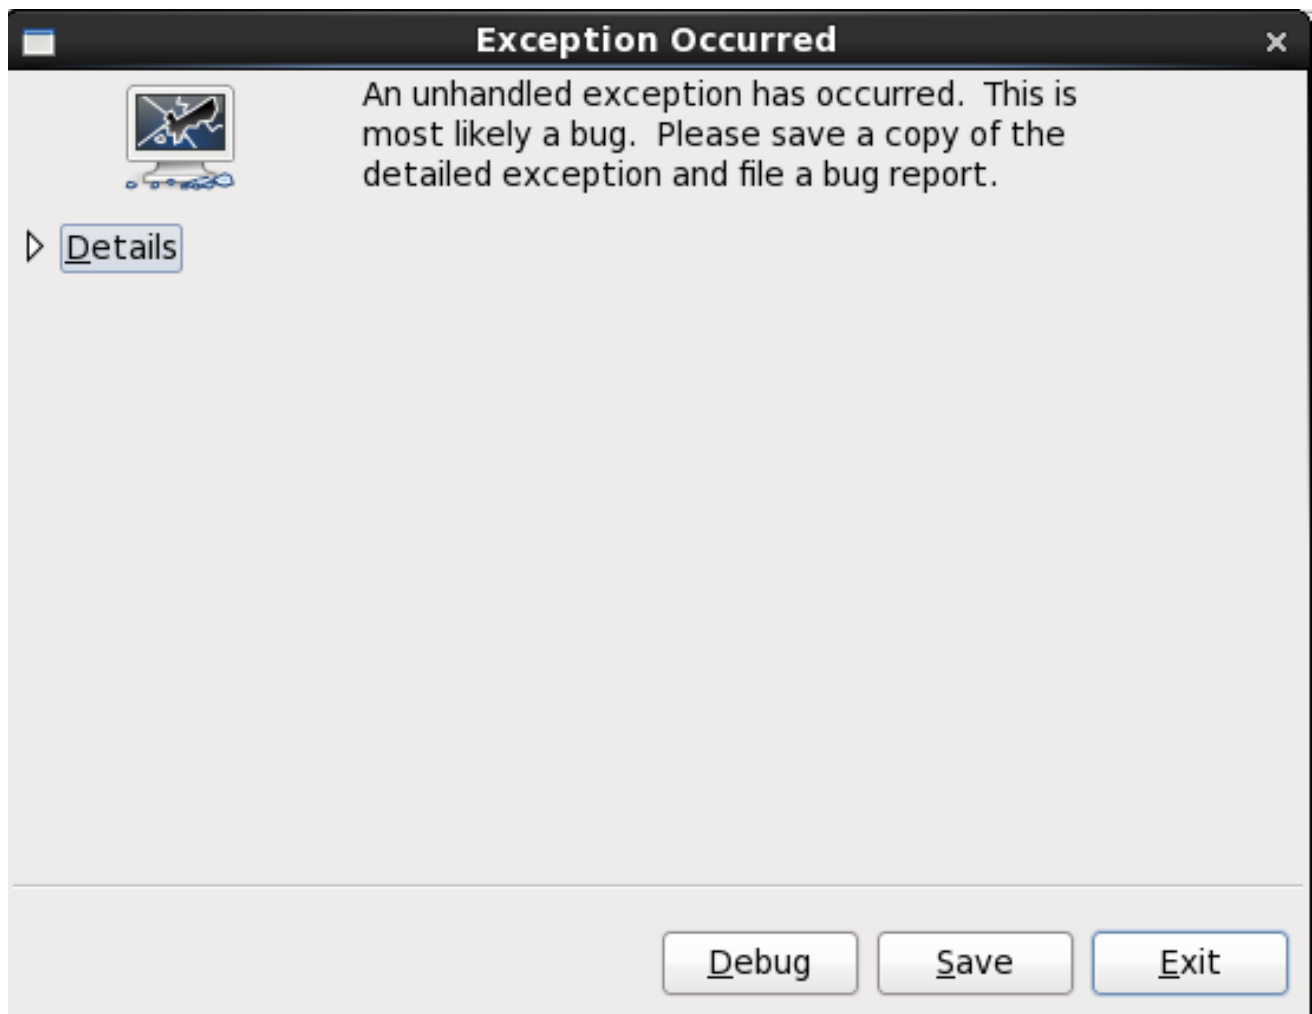 Exception Occurred
An unhandled exception has occurred.  This is
most likely a bug.  Please save a copy of the
detailed exception and file a bug report.
Details
Debug Save Exit